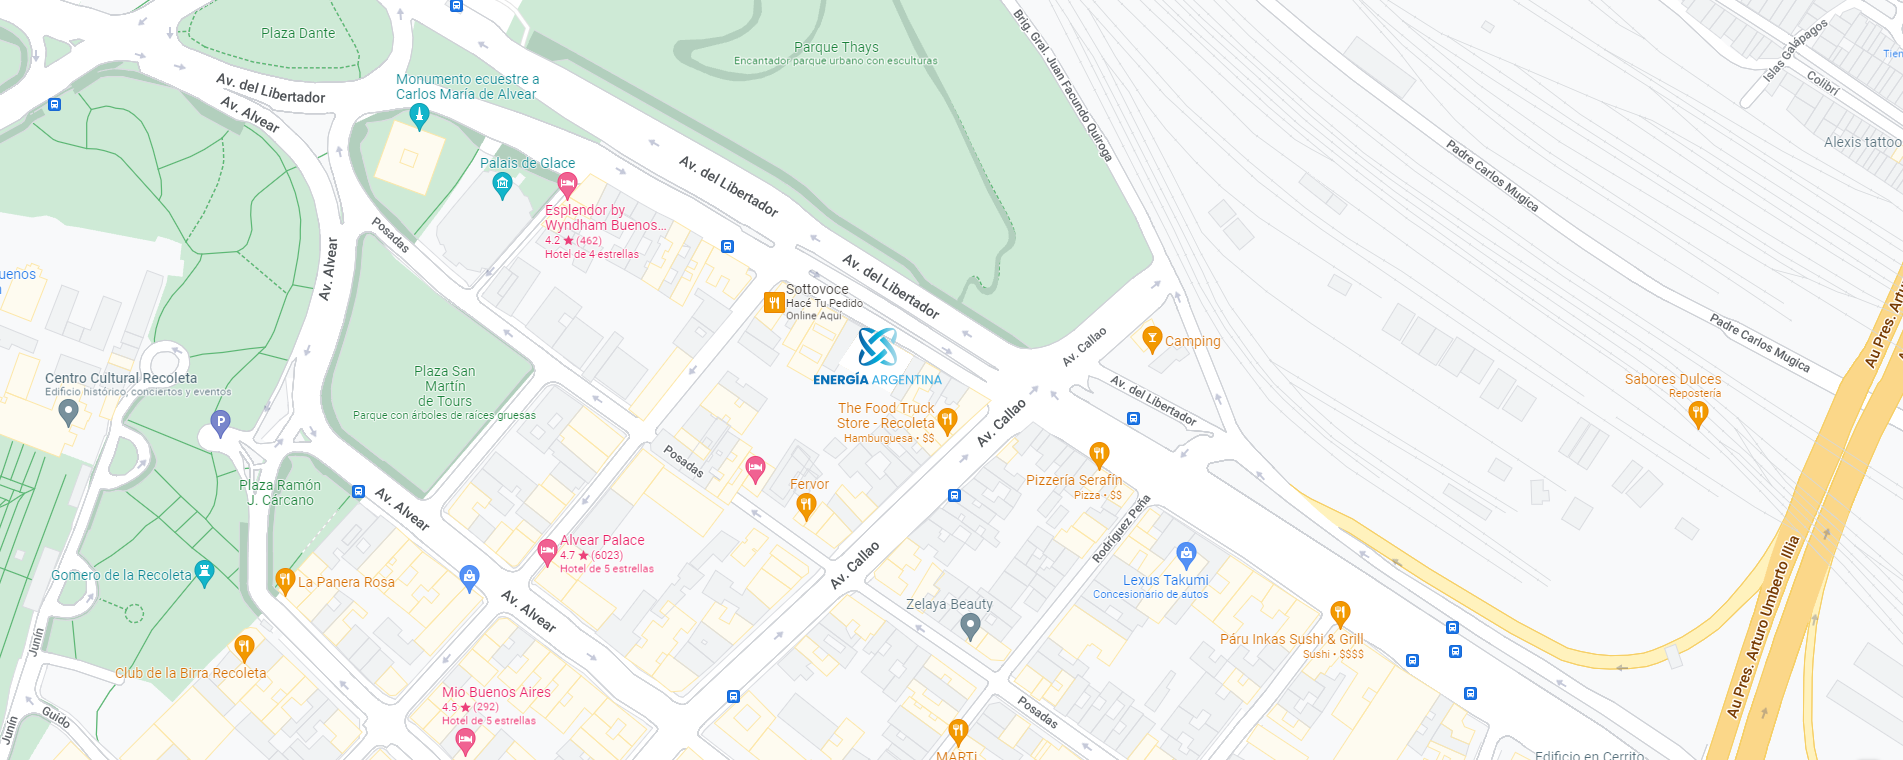 Plaza Dante
Parque Thays
Encantador parque urbano con esculturas
Brig. Gral. Juan Facundo Quiroga
Islas Galápagos
Colibrí
Tien
Alexis tattoo
Av. del Libertador
Av. Alvear
Monumento ecuestre a
Carlos María de Alvear
Palais de Glace
Av. del Libertador
Padre Carlos Mugica
Esplendor by
Wyndham Buenos...
4.2 ★ (462)
Hotel de 4 estrellas
Posadas
Av. Alvear
uenos
Sottovoce
Hacé Tu Pedido
Online Aquí
Av. del Libertador
ENERGÍA ARGENTINA
Av. Callao
Camping
Padre Carlos Mugica
Au Pres. Artu
Centro Cultural Recoleta
Edificio histórico, conciertos y eventos
P
Plaza San
Martín
de Tours
Parque con árboles de raíces gruesas
The Food Truck
Store - Recoleta
Hamburguesa • $$
Av. Callao
Av. del Libertador
Sabores Dulces
Repostería
Posadas
Fervor
Pizzería Serafín
Pizza • $$
Plaza Ramón
J. Cárcano
Av. Alvear
Alvear Palace
4.7 ★ (6023)
Hotel de 5 estrellas
Rodríguez Peña
Av. Callao
Lexus Takumi
Concesionario de autos
Gomero de la Recoleta
La Panera Rosa
Av. Alvear
Zelaya Beauty
Páru Inkas Sushi & Grill
Sushi • $$$$
Au Pres. Arturo Umberto Illia
Junín
Club de la Birra Recoleta
Mio Buenos Aires
4.5 ★ (292)
Hotel de 5 estrellas
Junín
Guido
Posadas
MARTi
Edificio en Cerrito